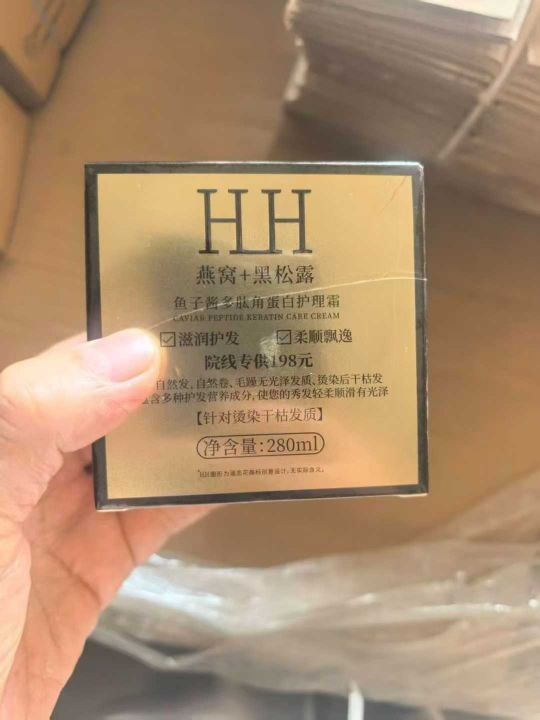 HH
燕窝+黑松露
鱼子酱多肽角蛋白护理霜
CAVIAR PEPTIDE KERATIN CARE CREAM
☑滋润护发 ☑柔顺飘逸
院线专供198元
自然发、自然卷、毛躁无光泽发质、烫染后干枯发
含多种护发营养成分,使您的秀发轻柔顺滑有光泽
【针对烫染干枯发质】
净含量:280ml